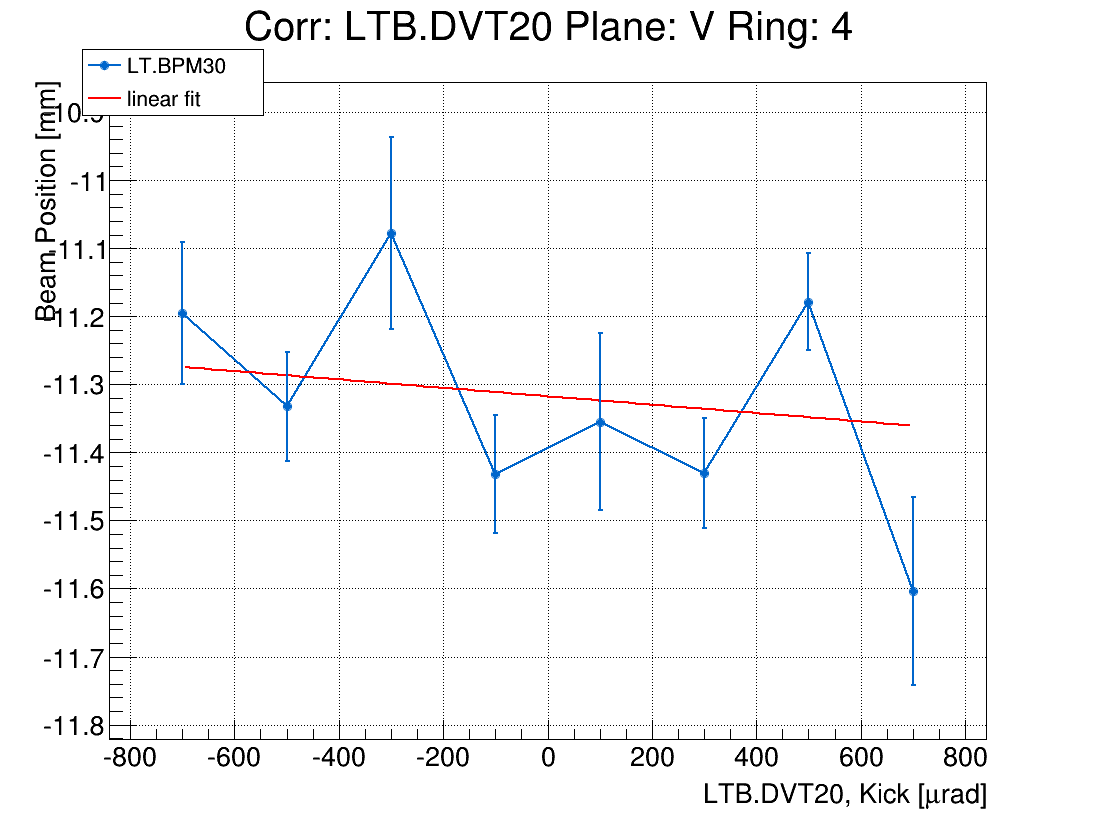 Corr: LTB.DVT20 Plane: V Ring: 4
LT.BPM30
linear fit
Beam Position [mm]
-11
-11.1
-11.2
-11.3
-11.4
-11.5
-11.6
-11.7
-11.8
-800 -600 -400 -200 0 200 400 600 800
LTB.DVT20, Kick [μrad]